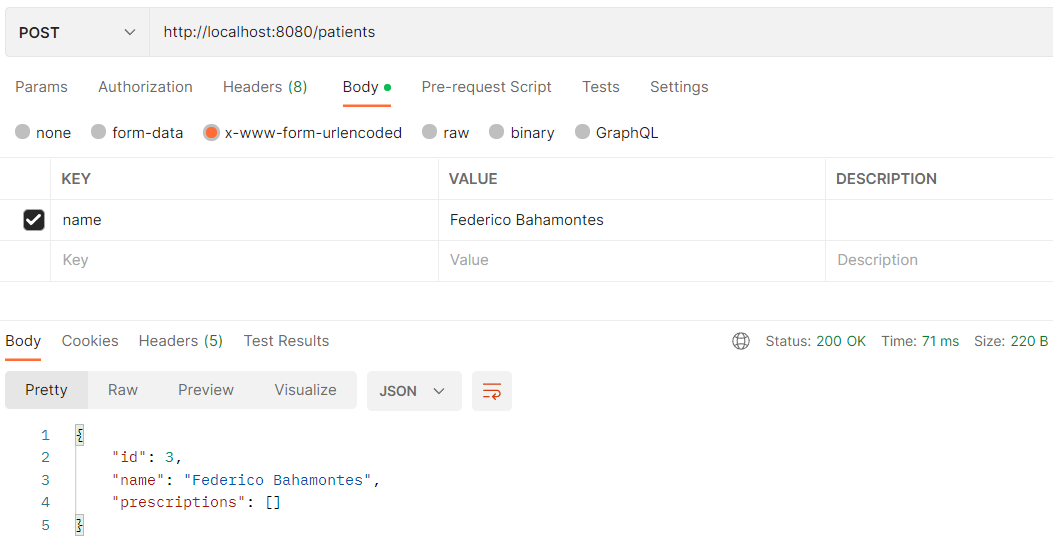 POST http://localhost:8080/patients
Params Authorization Headers (8) Body Pre-request Script Tests Settings
none form-data x-www-form-urlencoded raw binary GraphQL
KEY VALUE DESCRIPTION
name Federico Bahamontes
Key Value Description
Body Cookies Headers (5) Test Results Status: 200 OK Time: 71 ms Size: 220 B
Pretty Raw Preview Visualize JSON
1 {
2 "id": 3,
3 "name": "Federico Bahamontes",
4 "prescriptions": []
5 }